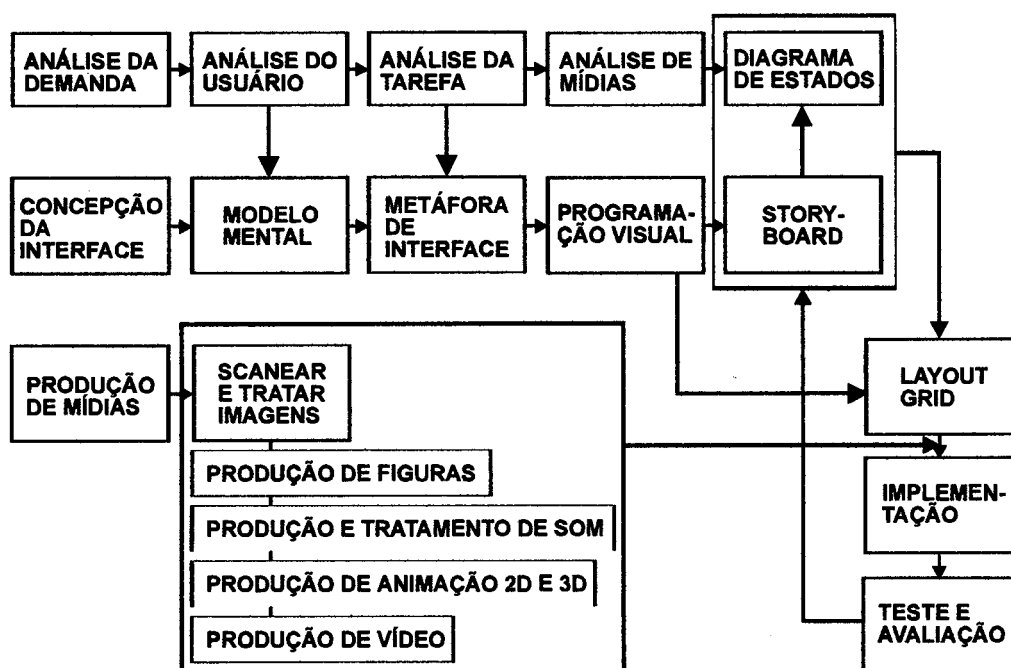 ANÁLISE DA
DEMANDA
ANÁLISE DO
USUÁRIO
ANÁLISE DA
TAREFA
ANÁLISE DE
MÍDIAS
DIAGRAMA
DE ESTADOS
CONCEPÇÃO
DA
INTERFACE
MODELO
MENTAL
METÁFORA
DE
INTERFACE
PROGRAMA-
ÇÃO VISUAL
STORY-
BOARD
PRODUÇÃO
DE MÍDIAS
SCANEAR
E TRATAR
IMAGENS
PRODUÇÃO DE FIGURAS
PRODUÇÃO E TRATAMENTO DE SOM
PRODUÇÃO DE ANIMAÇÃO 2D E 3D
PRODUÇÃO DE VÍDEO
LAYOUT
GRID
IMPLEMEN-
TAÇÃO
TESTE E
AVALIAÇÃO